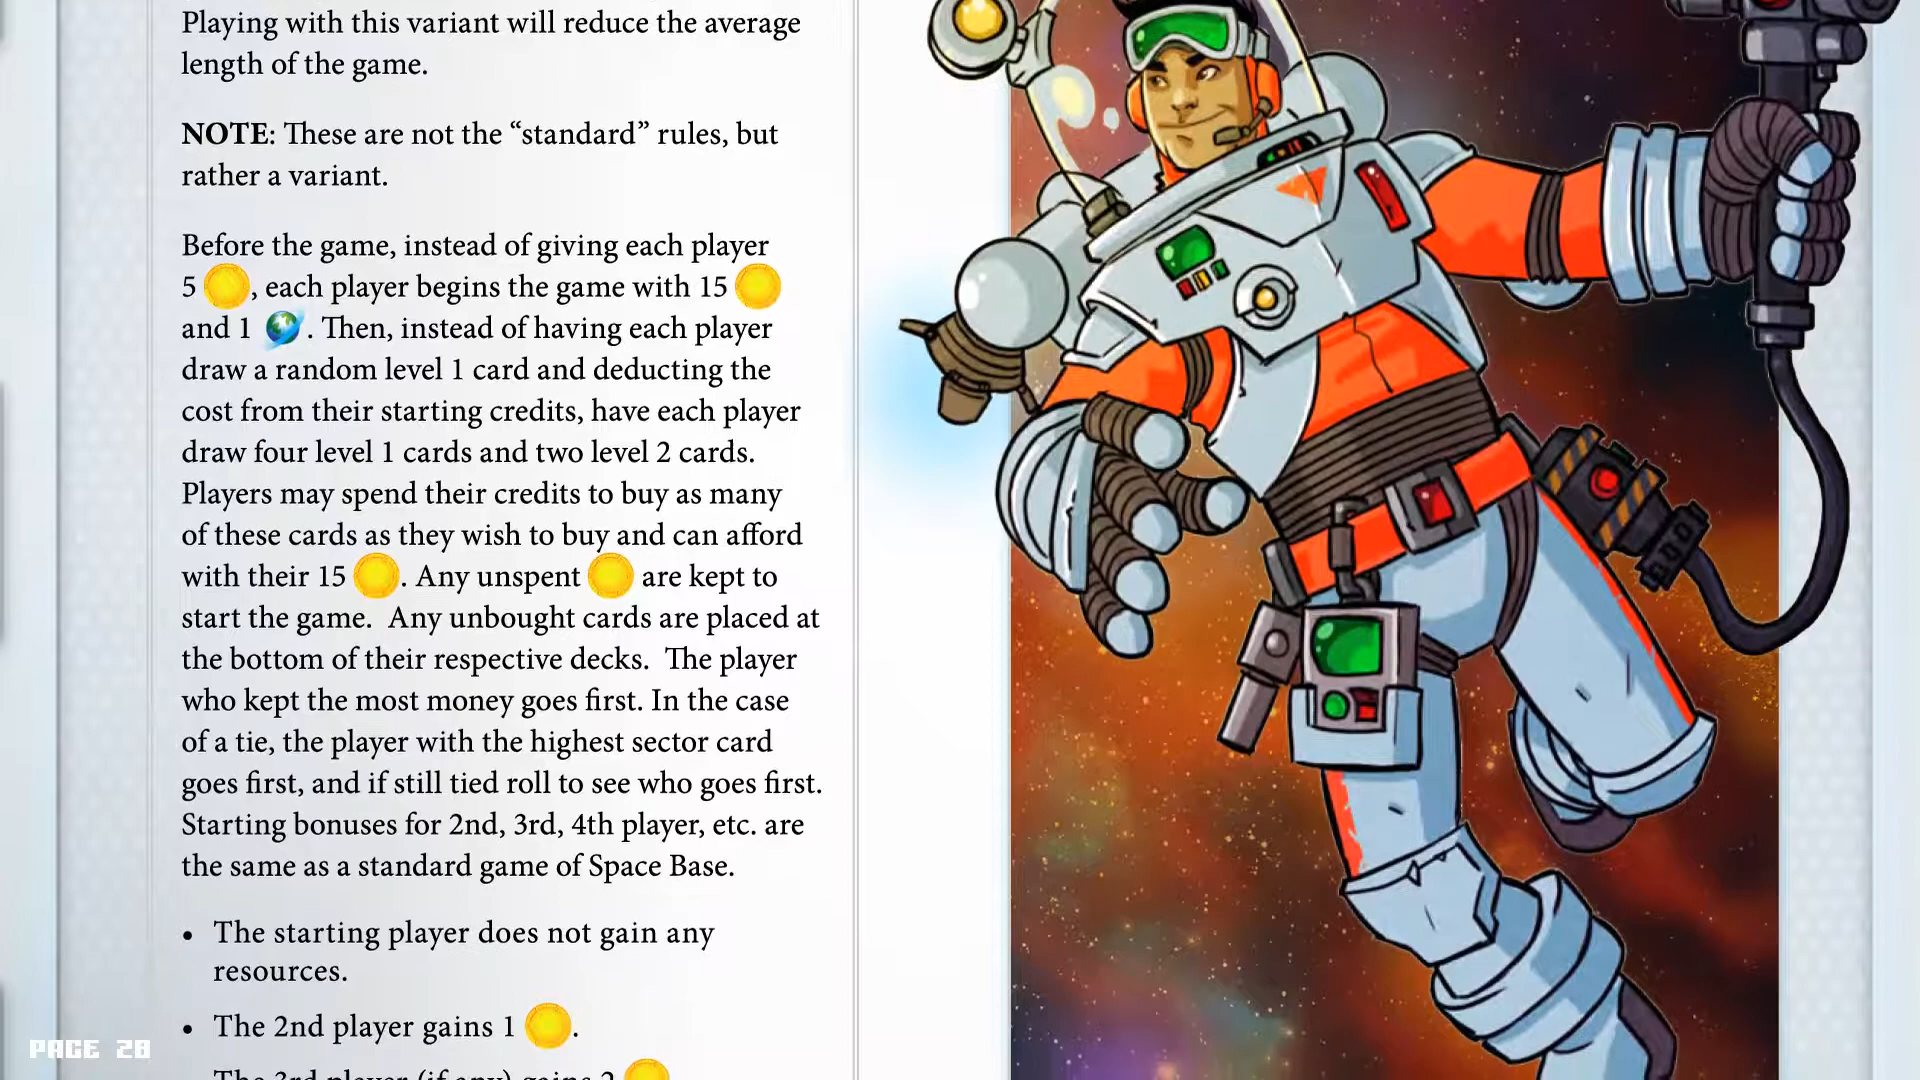 Playing with this variant will reduce the average
length of the game.
NOTE: These are not the “standard” rules, but
rather a variant.
Before the game, instead of giving each player
5 , each player begins the game with 15
and 1 . Then, instead of having each player
draw a random level 1 card and deducting the
cost from their starting credits, have each player
draw four level 1 cards and two level 2 cards.
Players may spend their credits to buy as many
of these cards as they wish to buy and can afford
with their 15 . Any unspent are kept to
start the game.  Any unbought cards are placed at
the bottom of their respective decks.  The player
who kept the most money goes first. In the case
of a tie, the player with the highest sector card
goes first, and if still tied roll to see who goes first.
Starting bonuses for 2nd, 3rd, 4th player, etc. are
the same as a standard game of Space Base.
• The starting player does not gain any
resources.
• The 2nd player gains 1 .
The 3rd player (if any) gains 2
PAGE 28